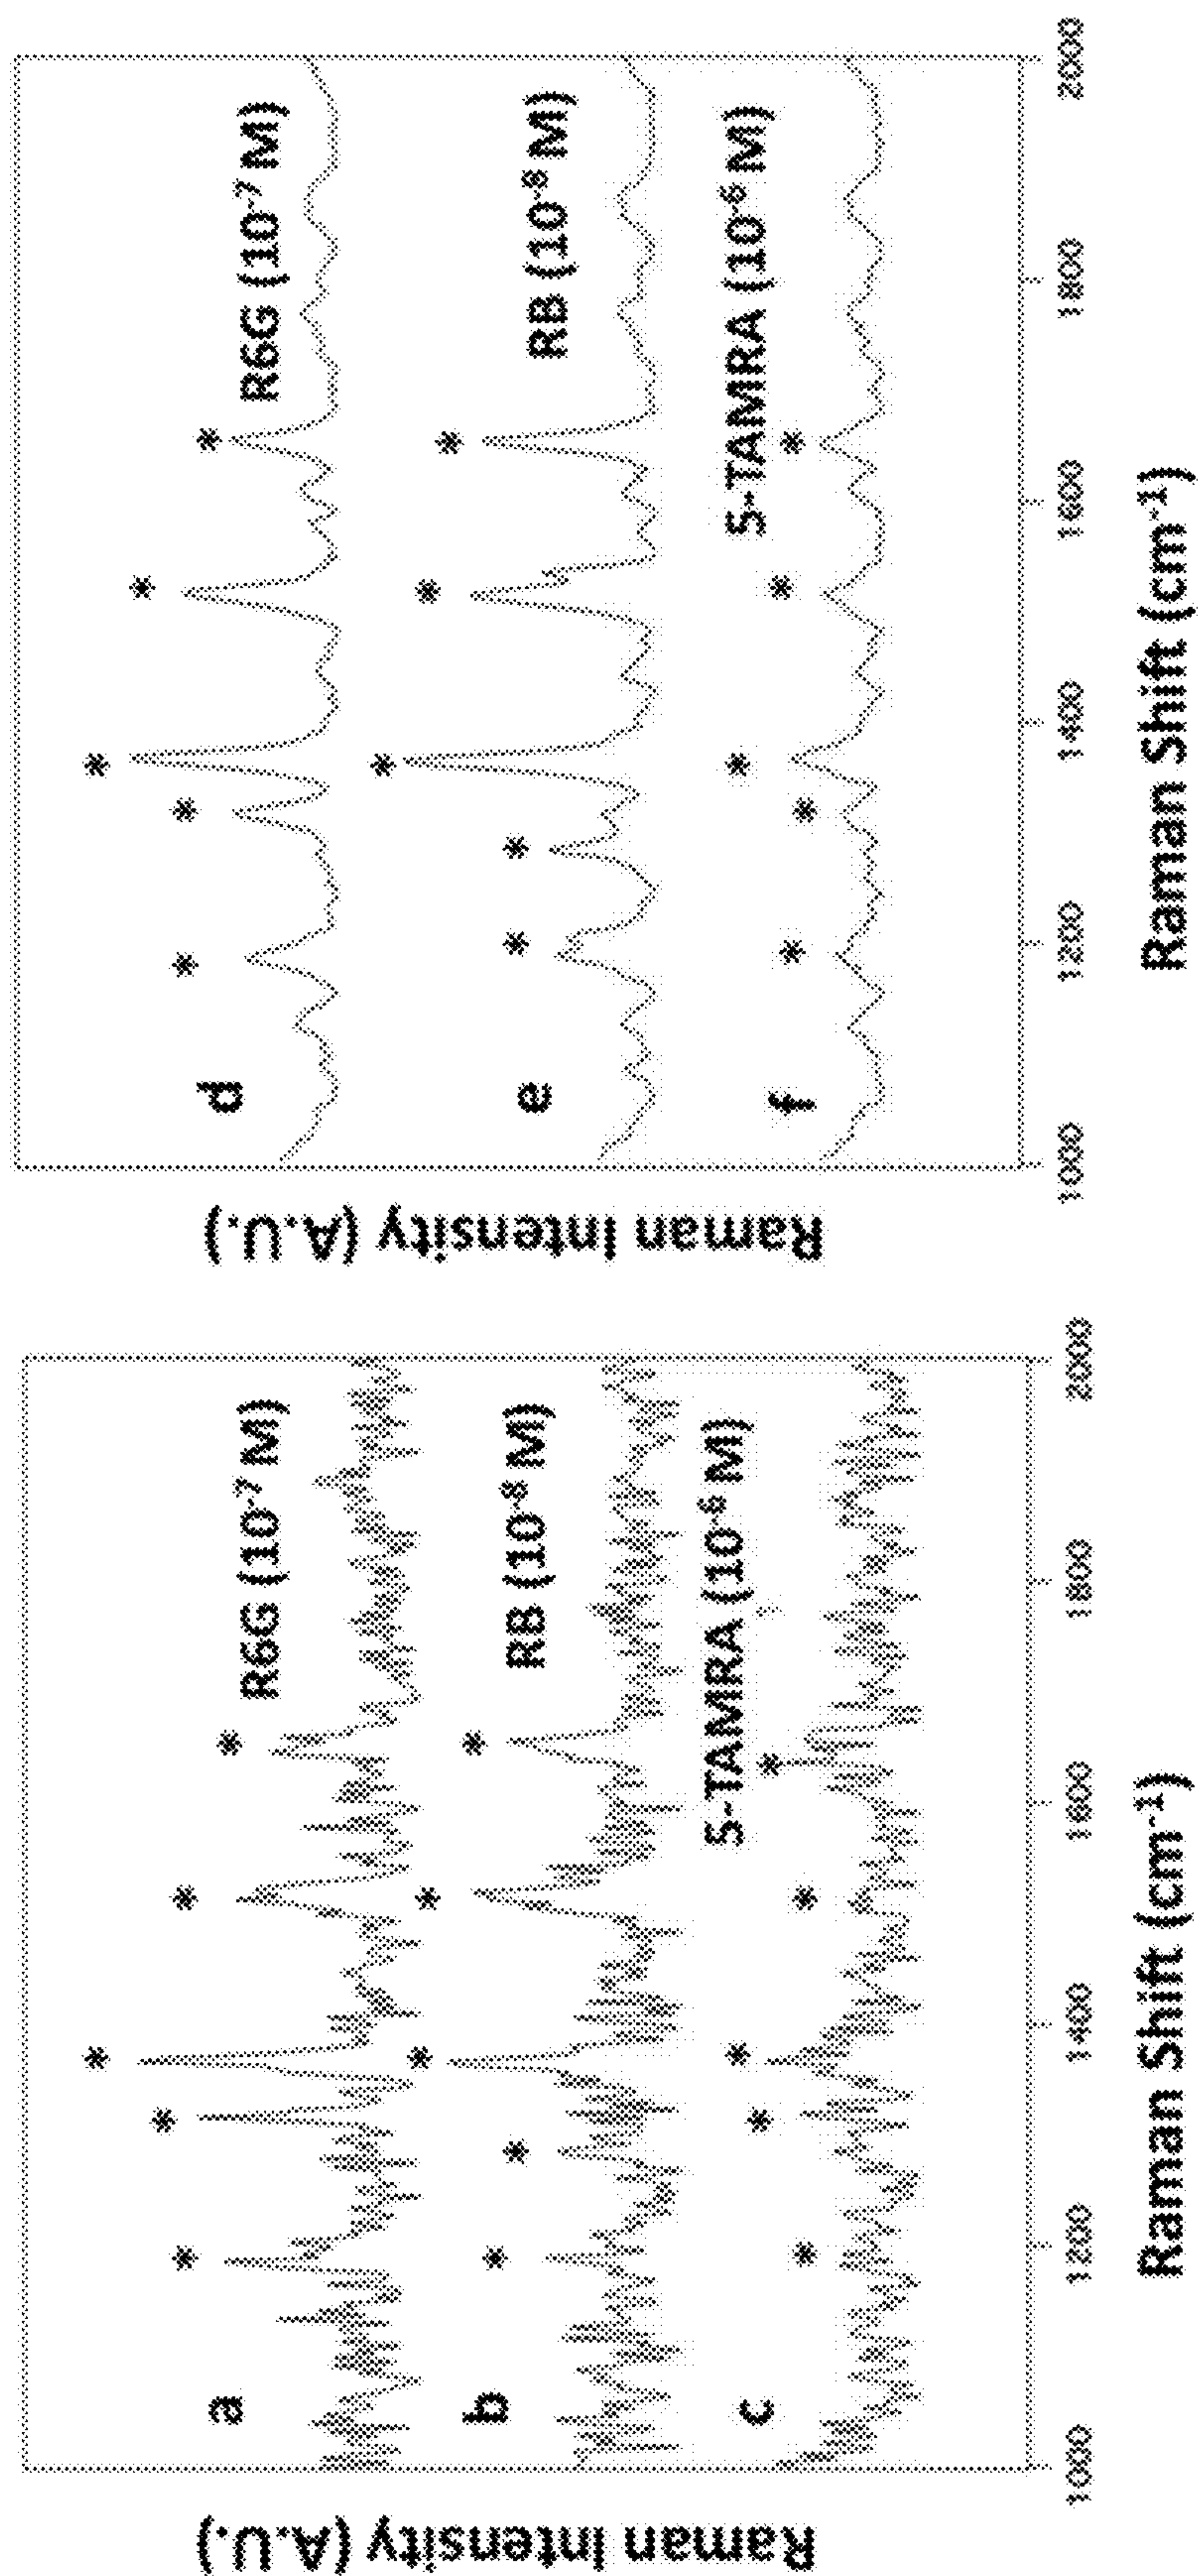 Raman Intensity (A.U.)
a
R6G (10⁻⁷ M)
*
*
*
*
*
b
RB (10⁻⁸ M)
*
*
*
*
*
c
5-TAMRA (10⁻⁶ M)
*
*
*
*
*
1000 1200 1400 1600 1800 2000
Raman Shift (cm⁻¹)
Raman Intensity (A.U.)
d
R6G (10⁻⁷ M)
*
*
*
*
*
e
RB (10⁻⁸ M)
*
*
*
*
*
f
5-TAMRA (10⁻⁶ M)
*
*
*
*
*
1000 1200 1400 1600 1800 2000
Raman Shift (cm⁻¹)